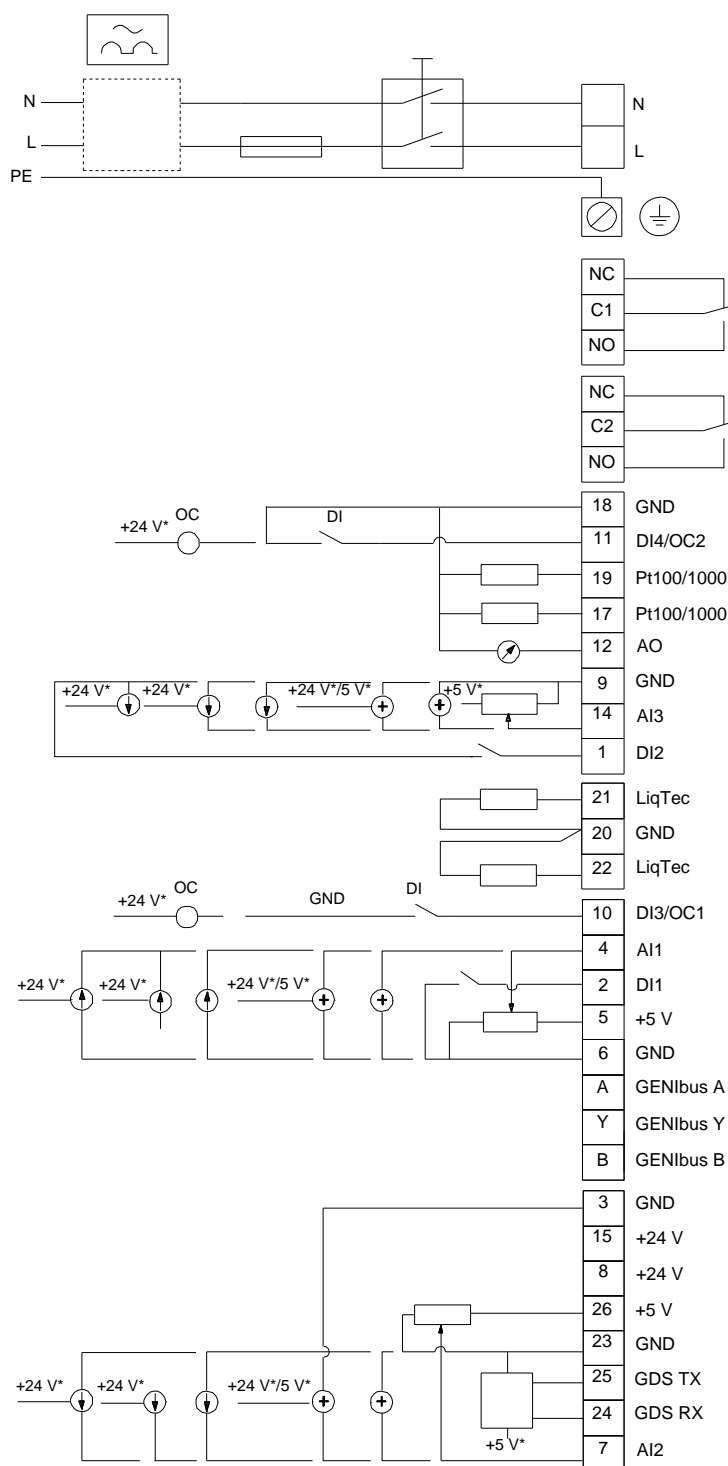 N
N
L
L
PE
NC
C1
NO
NC
C2
NO
18 GND
+24 V* OC DI 11 DI4/OC2
19 Pt100/1000
17 Pt100/1000
12 AO
9 GND
+24 V* +24 V* +24 V*/5 V* +5 V*
14 AI3
1 DI2
21 LiqTec
20 GND
22 LiqTec
+24 V* OC GND DI 10 DI3/OC1
4 AI1
+24 V* +24 V* +24 V*/5 V* 2 DI1
5 +5 V
6 GND
A GENIbus A
Y GENIbus Y
B GENIbus B
3 GND
15 +24 V
8 +24 V
26 +5 V
23 GND
25 GDS TX
+24 V* +24 V* +24 V*/5 V*
24 GDS RX
+5 V*
7 AI2